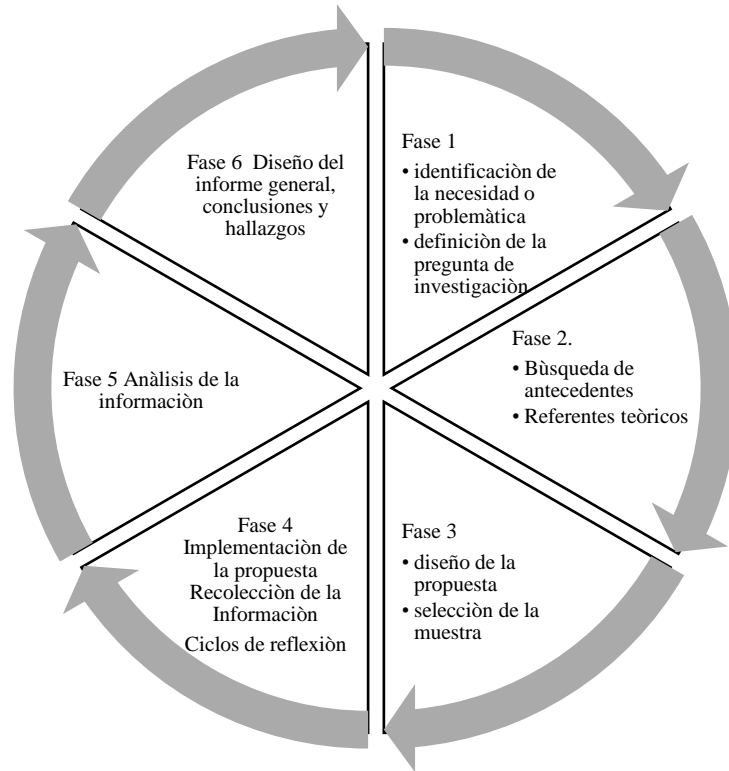 Fase 1
• identificaciòn de
la necesidad o
problemàtica
• definiciòn de la
pregunta de
investigaciòn
Fase 2.
• Bùsqueda de
antecedentes
• Referentes teòricos
Fase 3
• diseño de la
propuesta
• selecciòn de la
muestra
Fase 4
Implementaciòn de
la propuesta
Recolecciòn de la
Informaciòn
Ciclos de reflexiòn
Fase 5 Anàlisis de la
informaciòn
Fase 6  Diseño del
informe general,
conclusiones y
hallazgos